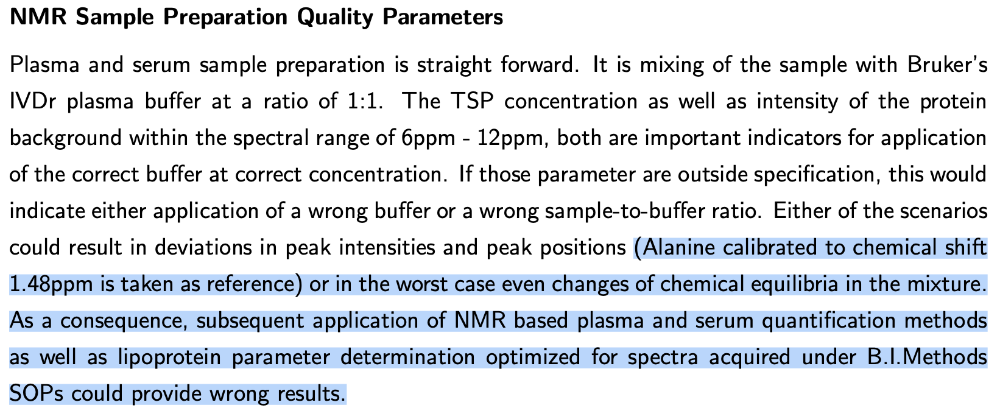 NMR Sample Preparation Quality Parameters
Plasma and serum sample preparation is straight forward. It is mixing of the sample with Bruker's
IVDr plasma buffer at a ratio of 1:1. The TSP concentration as well as intensity of the protein
background within the spectral range of 6ppm - 12ppm, both are important indicators for application
of the correct buffer at correct concentration. If those parameter are outside specification, this would
indicate either application of a wrong buffer or a wrong sample-to-buffer ratio. Either of the scenarios
could result in deviations in peak intensities and peak positions (Alanine calibrated to chemical shift
1.48ppm is taken as reference) or in the worst case even changes of chemical equilibria in the mixture.
As a consequence, subsequent application of NMR based plasma and serum quantification methods
as well as lipoprotein parameter determination optimized for spectra acquired under B.I.Methods
SOPs could provide wrong results.